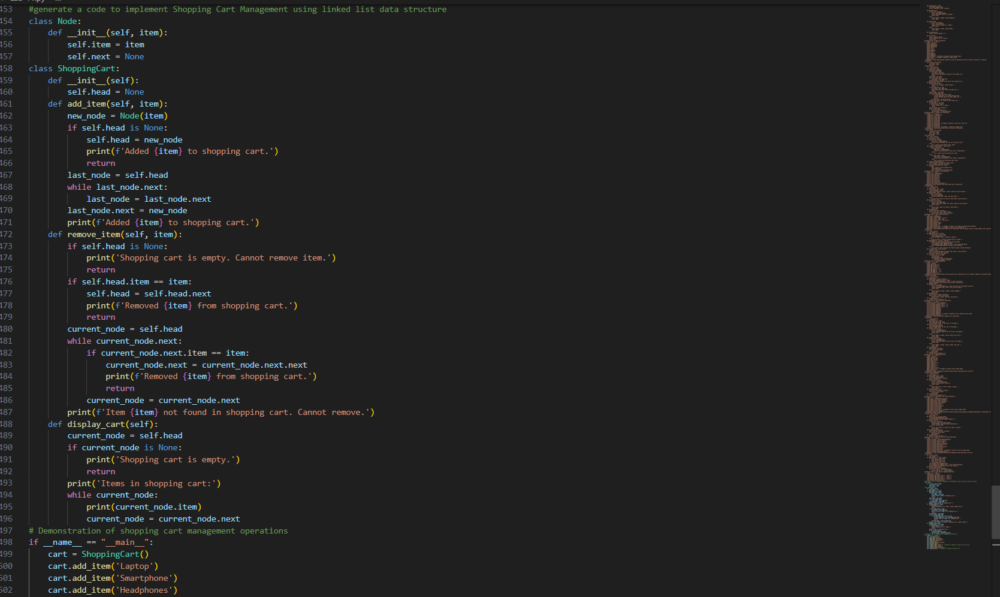 453 #generate a code to implement Shopping Cart Management using linked list data structure
454 class Node:
455     def __init__(self, item):
456         self.item = item
457         self.next = None
458 class ShoppingCart:
459     def __init__(self):
460         self.head = None
461     def add_item(self, item):
462         new_node = Node(item)
463         if self.head is None:
464             self.head = new_node
465             print(f'Added {item} to shopping cart.')
466             return
467         last_node = self.head
468         while last_node.next:
469             last_node = last_node.next
470         last_node.next = new_node
471         print(f'Added {item} to shopping cart.')
472     def remove_item(self, item):
473         if self.head is None:
474             print('Shopping cart is empty. Cannot remove item.')
475             return
476         if self.head.item == item:
477             self.head = self.head.next
478             print(f'Removed {item} from shopping cart.')
479             return
480         current_node = self.head
481         while current_node.next:
482             if current_node.next.item == item:
483                 current_node.next = current_node.next.next
484                 print(f'Removed {item} from shopping cart.')
485                 return
486             current_node = current_node.next
487         print(f'Item {item} not found in shopping cart. Cannot remove.')
488     def display_cart(self):
489         current_node = self.head
490         if current_node is None:
491             print('Shopping cart is empty.')
492             return
493         print('Items in shopping cart:')
494         while current_node:
495             print(current_node.item)
496             current_node = current_node.next
497 # Demonstration of shopping cart management operations
498 if __name__ == "__main__":
499     cart = ShoppingCart()
500     cart.add_item('Laptop')
501     cart.add_item('Smartphone')
502     cart.add_item('Headphones')